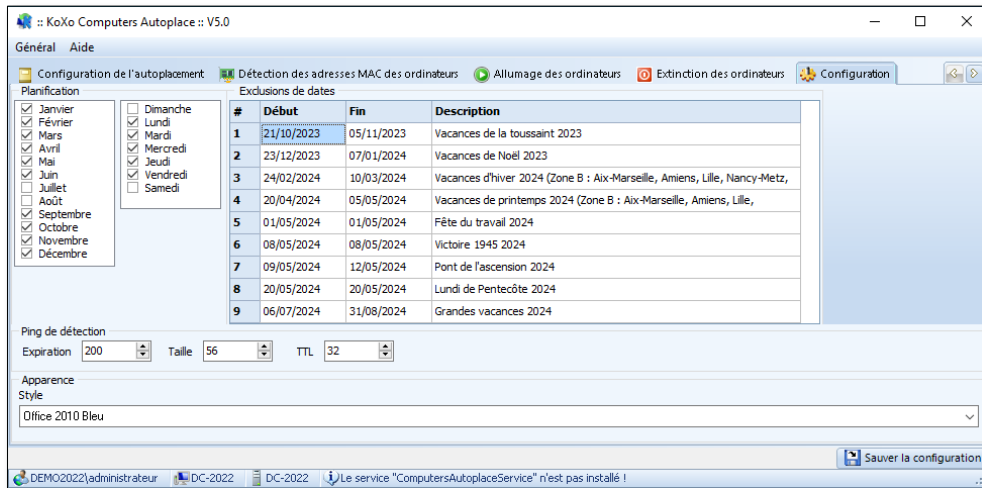 :: KoXo Computers Autoplace :: V5.0
Général Aide
Configuration de l'autoplacement Détection des adresses MAC des ordinateurs Allumage des ordinateurs Extinction des ordinateurs Configuration
Planification
Janvier
Février
Mars
Avril
Mai
Juin
Juillet
Août
Septembre
Octobre
Novembre
Décembre
Dimanche
Lundi
Mardi
Mercredi
Jeudi
Vendredi
Samedi
Exclusions de dates
# Début Fin Description
1 21/10/2023 05/11/2023 Vacances de la toussaint 2023
2 23/12/2023 07/01/2024 Vacances de Noël 2023
3 24/02/2024 10/03/2024 Vacances d'hiver 2024 (Zone B : Aix-Marseille, Amiens, Lille, Nancy-Metz,
4 20/04/2024 05/05/2024 Vacances de printemps 2024 (Zone B : Aix-Marseille, Amiens, Lille,
5 01/05/2024 01/05/2024 Fête du travail 2024
6 08/05/2024 08/05/2024 Victoire 1945 2024
7 09/05/2024 12/05/2024 Pont de l'ascension 2024
8 20/05/2024 20/05/2024 Lundi de Pentecôte 2024
9 06/07/2024 31/08/2024 Grandes vacances 2024
Ping de détection
Expiration 200 Taille 56 TTL 32
Apparence
Style
Office 2010 Bleu
Sauver la configuration
DEMO2022\administrateur DC-2022 DC-2022 Le service "ComputersAutoplaceService" n'est pas installé !